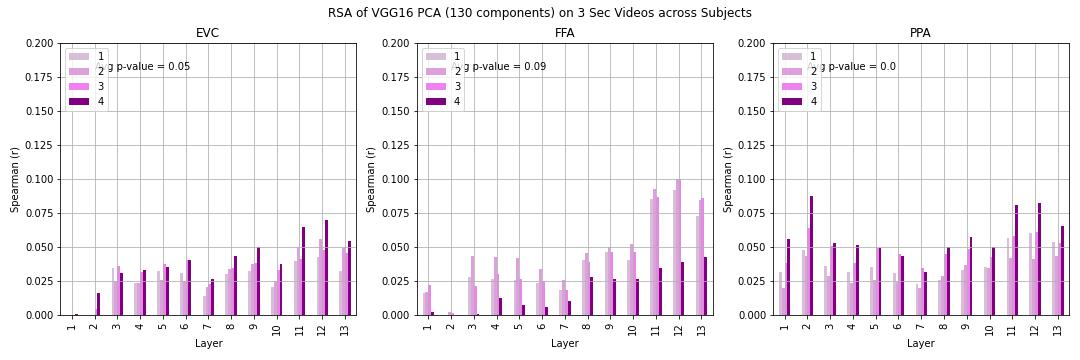 RSA of VGG16 PCA (130 components) on 3 Sec Videos across Subjects
EVC
Spearman (r)
0.200
0.175
0.150
0.125
0.100
0.075
0.050
0.025
0.000
1
2
3
4
Avg p-value = 0.05
1 2 3 4 5 6 7 8 9 10 11 12 13
Layer
FFA
Spearman (r)
0.200
0.175
0.150
0.125
0.100
0.075
0.050
0.025
0.000
1
2
3
4
Avg p-value = 0.09
1 2 3 4 5 6 7 8 9 10 11 12 13
Layer
PPA
Spearman (r)
0.200
0.175
0.150
0.125
0.100
0.075
0.050
0.025
0.000
1
2
3
4
Avg p-value = 0.0
1 2 3 4 5 6 7 8 9 10 11 12 13
Layer